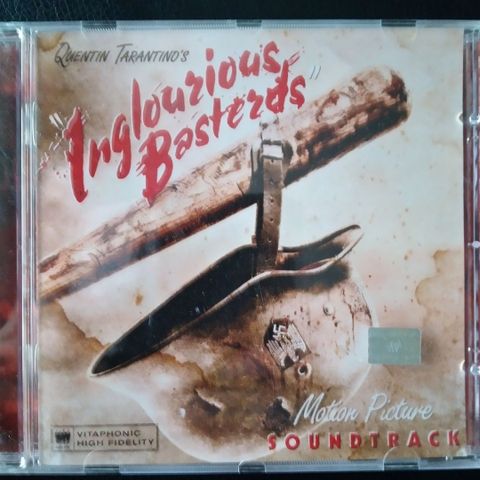 QUENTIN TARANTINO'S
"Inglourious
Basterds"
Motion Picture
SOUNDTRACK
VITAPHONIC
HIGH FIDELITY